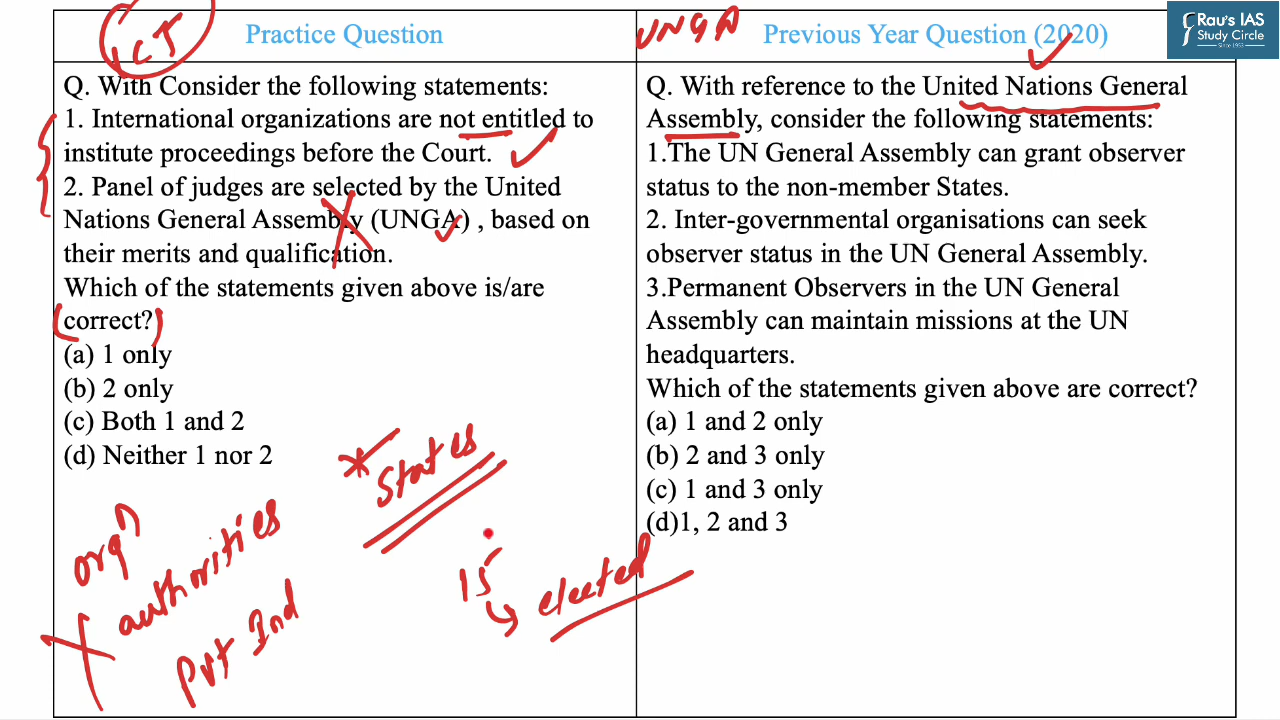 ICJ
Practice Question
Q. With Consider the following statements:
1. International organizations are not entitled to
institute proceedings before the Court.
2. Panel of judges are selected by the United
Nations General Assembly (UNGA) , based on
their merits and qualification.
Which of the statements given above is/are
correct?
(a) 1 only
(b) 2 only
(c) Both 1 and 2
(d) Neither 1 nor 2
States
orgn
authorities
Pvt Ind
15
elected
UNGA
Previous Year Question (2020)
Q. With reference to the United Nations General
Assembly, consider the following statements:
1.The UN General Assembly can grant observer
status to the non-member States.
2. Inter-governmental organisations can seek
observer status in the UN General Assembly.
3.Permanent Observers in the UN General
Assembly can maintain missions at the UN
headquarters.
Which of the statements given above are correct?
(a) 1 and 2 only
(b) 2 and 3 only
(c) 1 and 3 only
(d)1, 2 and 3
Rau's IAS
Study Circle
Since 1953